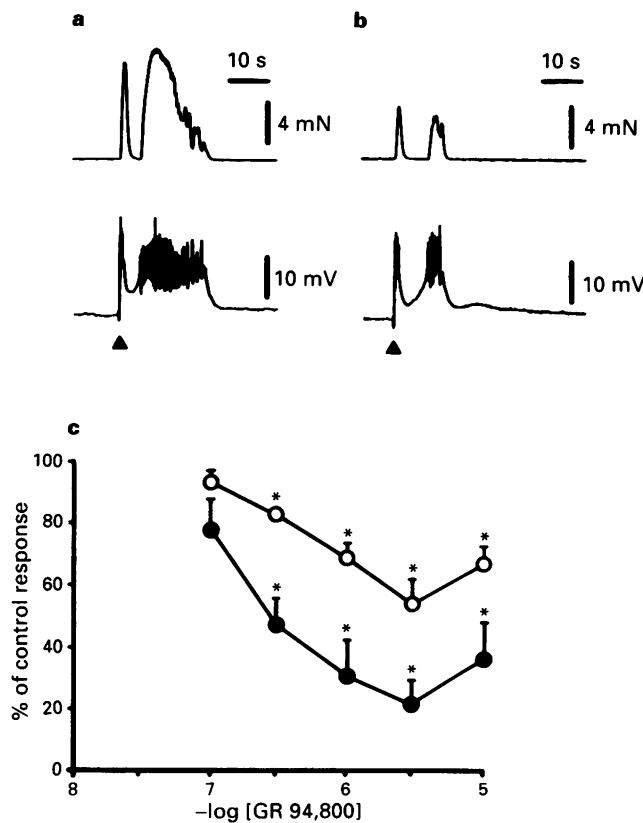 a
10 s
4 mN
10 mV
b
10 s
4 mN
10 mV
c
% of control response
100
80
60
40
20
0
* * * *
* * * *
8 7 6 5
–log [GR 94,800]